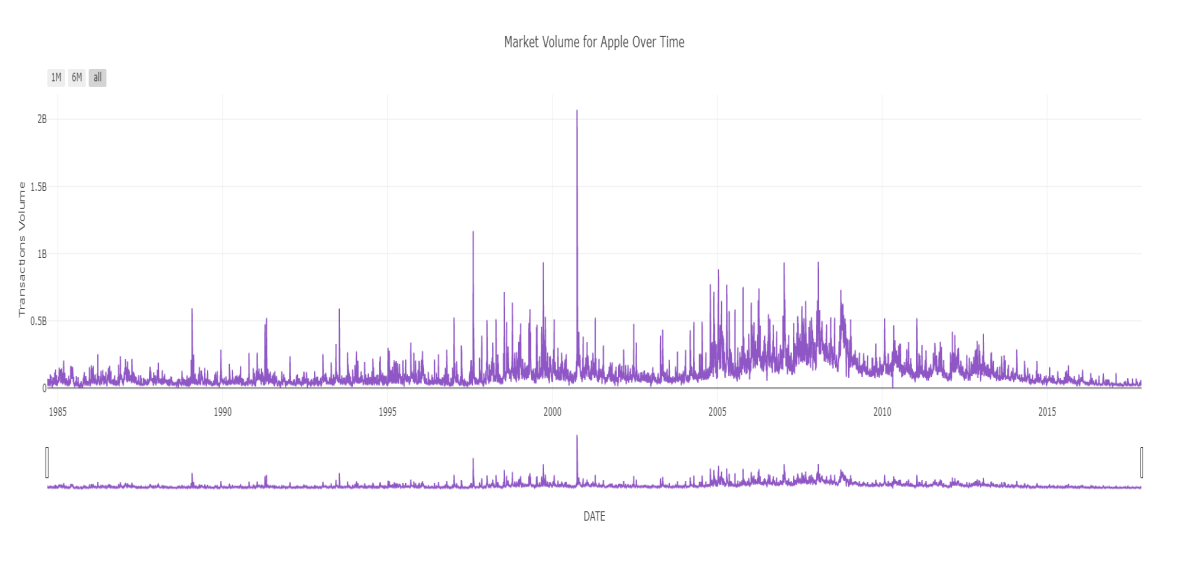 Market Volume for Apple Over Time
1M 6M all
2B
1.5B
1B
0.5B
0
Transactions Volume
1985 1990 1995 2000 2005 2010 2015
DATE